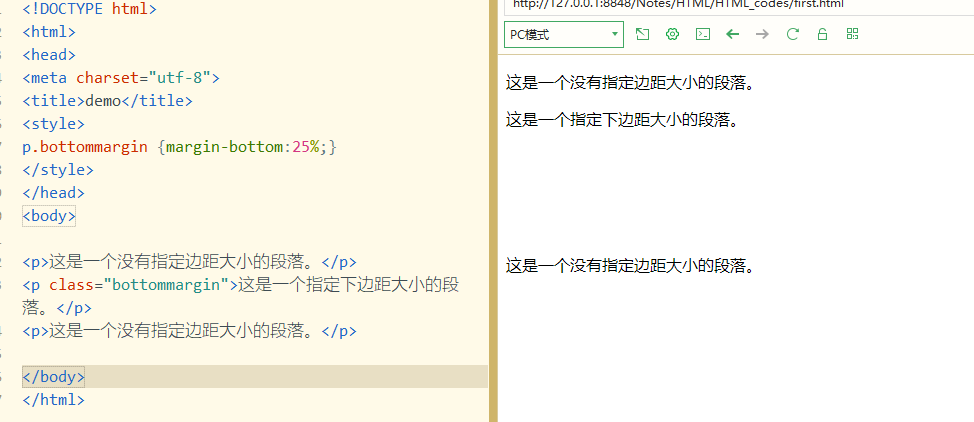 <!DOCTYPE html>
<html>
<head>
<meta charset="utf-8">
<title>demo</title>
<style>
p.bottommargin {margin-bottom:25%;}
</style>
</head>
<body>
<p>这是一个没有指定边距大小的段落。</p>
<p class="bottommargin">这是一个指定下边距大小的段
落。</p>
<p>这是一个没有指定边距大小的段落。</p>
</body>
</html>
http://127.0.0.1:8848/Notes/HTML/HTML_codes/first.html
PC模式
这是一个没有指定边距大小的段落。
这是一个指定下边距大小的段落。
这是一个没有指定边距大小的段落。